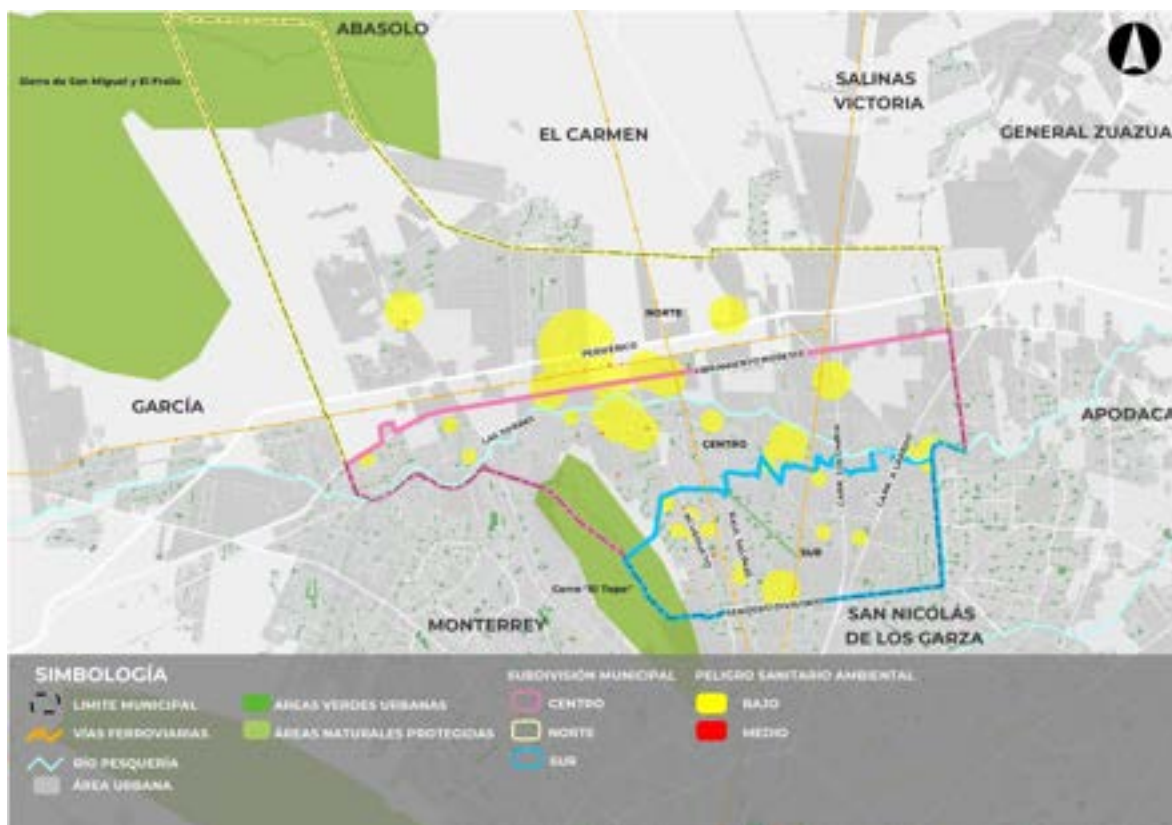 ABASOLO
Sierra de San Miguel y El Fraile
SALINAS
VICTORIA
EL CARMEN
GENERAL ZUAZUA
NORTE
PERIFÉRICO
GARCÍA
APODACA
LAS TORRES
CENTRO
SUR
Cerro "El Topo"
MONTERREY
SAN NICOLÁS
DE LOS GARZA
SIMBOLOGÍA
LIMITE MUNICIPAL
VÍAS FERROVIARIAS
RÍO PESQUERÍA
ÁREA URBANA
ÁREAS VERDES URBANAS
ÁREAS NATURALES PROTEGIDAS
SUBDIVISIÓN MUNICIPAL
CENTRO
NORTE
SUR
PELIGRO SANITARIO AMBIENTAL
BAJO
MEDIO